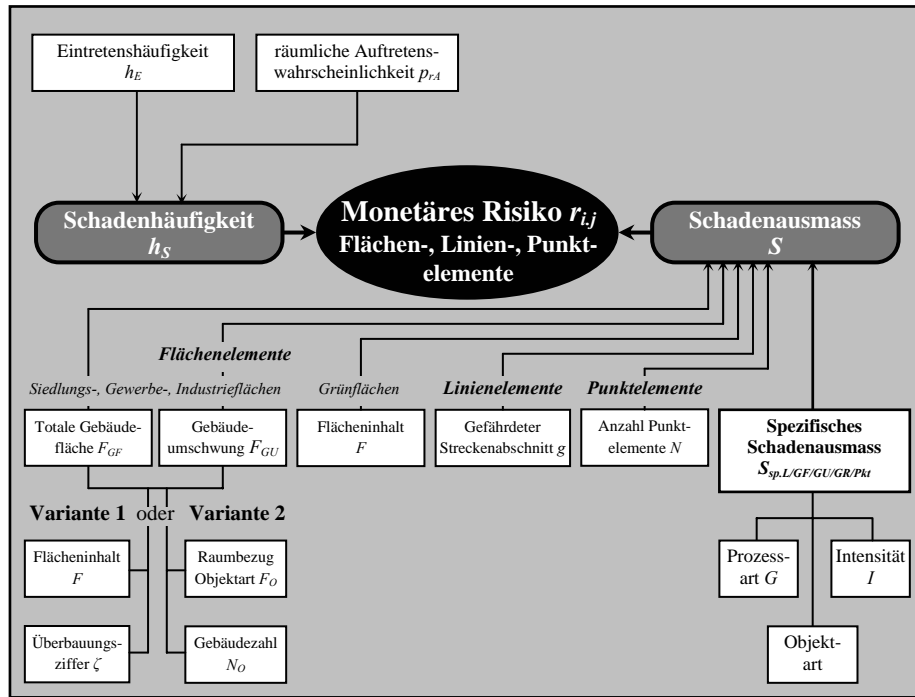 Eintretenshäufigkeit
h_E
räumliche Auftretens-
wahrscheinlichkeit p_rA
Schadenhäufigkeit
h_S
Monetäres Risiko r_i,j
Flächen-, Linien-, Punkt-
elemente
Schadenausmass
S
Flächenelemente
Siedlungs-, Gewerbe-, Industrieflächen
Grünflächen
Linienelemente
Punktelemente
Totale Gebäude-
fläche F_GF
Gebäude-
umschwung F_GU
Flächeninhalt
F
Gefährdeter
Streckenabschnitt g
Anzahl Punkt-
elemente N
Spezifisches
Schadenausmass
S_sp.L/GF/GU/GR/Pkt
Variante 1 oder Variante 2
Flächeninhalt
F
Raumbezug
Objektart F_O
Prozess-
art G
Intensität
I
Überbauungs-
ziffer ζ
Gebäudezahl
N_O
Objekt-
art